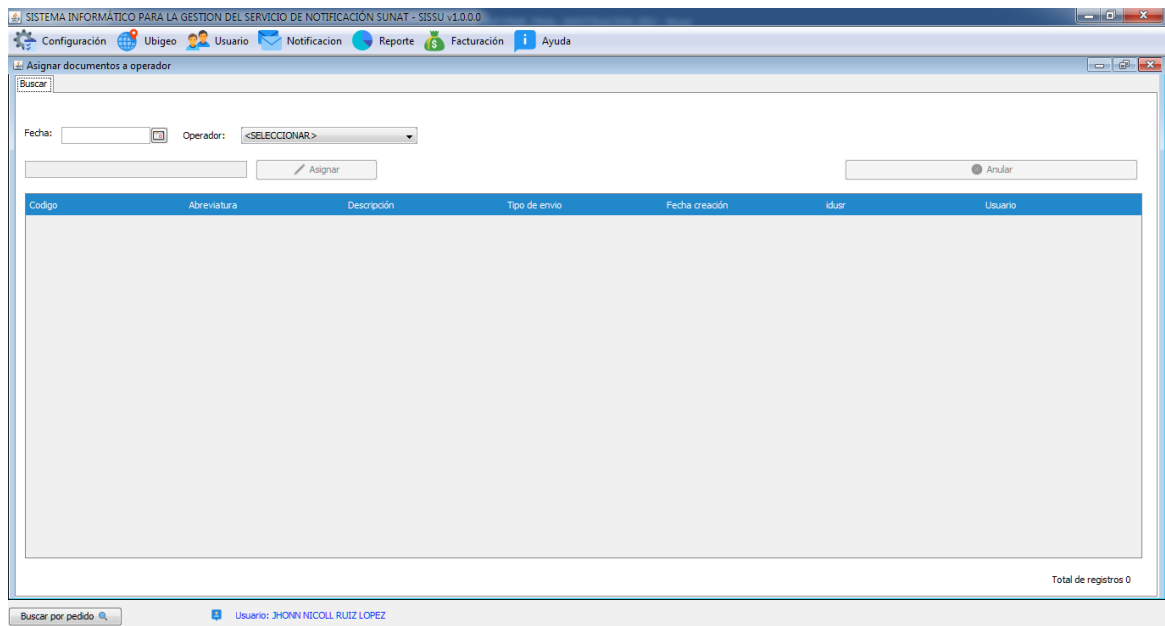 SISTEMA INFORMÁTICO PARA LA GESTION DEL SERVICIO DE NOTIFICACIÓN SUNAT - SISSU v1.0.0.0
Configuración Ubigeo Usuario Notificacion Reporte Facturación Ayuda
Asignar documentos a operador
Buscar
Fecha: Operador: <SELECCIONAR>
Asignar Anular
Codigo Abreviatura Descripción Tipo de envio Fecha creación idusr Usuario
Total de registros 0
Buscar por pedido Usuario: JHONN NICOLL RUIZ LOPEZ